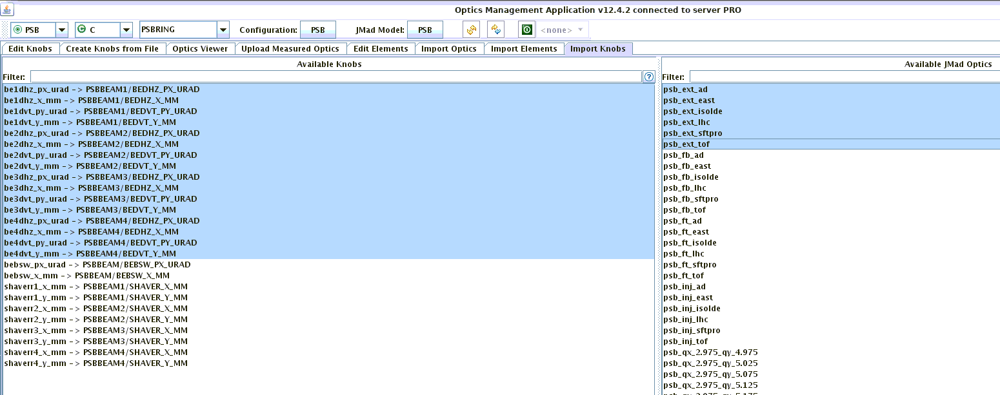 Optics Management Application v12.4.2 connected to server PRO
PSB C PSBRING Configuration: PSB JMad Model: PSB <none>
Edit Knobs Create Knobs from File Optics Viewer Upload Measured Optics Edit Elements Import Optics Import Elements Import Knobs
Available Knobs
Filter:
be1dhz_px_urad -> PSBBEAM1/BEDHZ_PX_URAD
be1dhz_x_mm -> PSBBEAM1/BEDHZ_X_MM
be1dvt_py_urad -> PSBBEAM1/BEDVT_PY_URAD
be1dvt_y_mm -> PSBBEAM1/BEDVT_Y_MM
be2dhz_px_urad -> PSBBEAM2/BEDHZ_PX_URAD
be2dhz_x_mm -> PSBBEAM2/BEDHZ_X_MM
be2dvt_py_urad -> PSBBEAM2/BEDVT_PY_URAD
be2dvt_y_mm -> PSBBEAM2/BEDVT_Y_MM
be3dhz_px_urad -> PSBBEAM3/BEDHZ_PX_URAD
be3dhz_x_mm -> PSBBEAM3/BEDHZ_X_MM
be3dvt_py_urad -> PSBBEAM3/BEDVT_PY_URAD
be3dvt_y_mm -> PSBBEAM3/BEDVT_Y_MM
be4dhz_px_urad -> PSBBEAM4/BEDHZ_PX_URAD
be4dhz_x_mm -> PSBBEAM4/BEDHZ_X_MM
be4dvt_py_urad -> PSBBEAM4/BEDVT_PY_URAD
be4dvt_y_mm -> PSBBEAM4/BEDVT_Y_MM
bebsw_px_urad -> PSBBEAM/BEBSW_PX_URAD
bebsw_x_mm -> PSBBEAM/BEBSW_X_MM
shaverr1_x_mm -> PSBBEAM1/SHAVER_X_MM
shaverr1_y_mm -> PSBBEAM1/SHAVER_Y_MM
shaverr2_x_mm -> PSBBEAM2/SHAVER_X_MM
shaverr2_y_mm -> PSBBEAM2/SHAVER_Y_MM
shaverr3_x_mm -> PSBBEAM3/SHAVER_X_MM
shaverr3_y_mm -> PSBBEAM3/SHAVER_Y_MM
shaverr4_x_mm -> PSBBEAM4/SHAVER_X_MM
shaverr4_y_mm -> PSBBEAM4/SHAVER_Y_MM
Available JMad Optics
Filter:
psb_ext_ad
psb_ext_east
psb_ext_isolde
psb_ext_lhc
psb_ext_sftpro
psb_ext_tof
psb_fb_ad
psb_fb_east
psb_fb_isolde
psb_fb_lhc
psb_fb_sftpro
psb_fb_tof
psb_ft_ad
psb_ft_east
psb_ft_isolde
psb_ft_lhc
psb_ft_sftpro
psb_ft_tof
psb_inj_ad
psb_inj_east
psb_inj_isolde
psb_inj_lhc
psb_inj_sftpro
psb_inj_tof
psb_qx_2.975_qy_4.975
psb_qx_2.975_qy_5.025
psb_qx_2.975_qy_5.075
psb_qx_2.975_qy_5.125